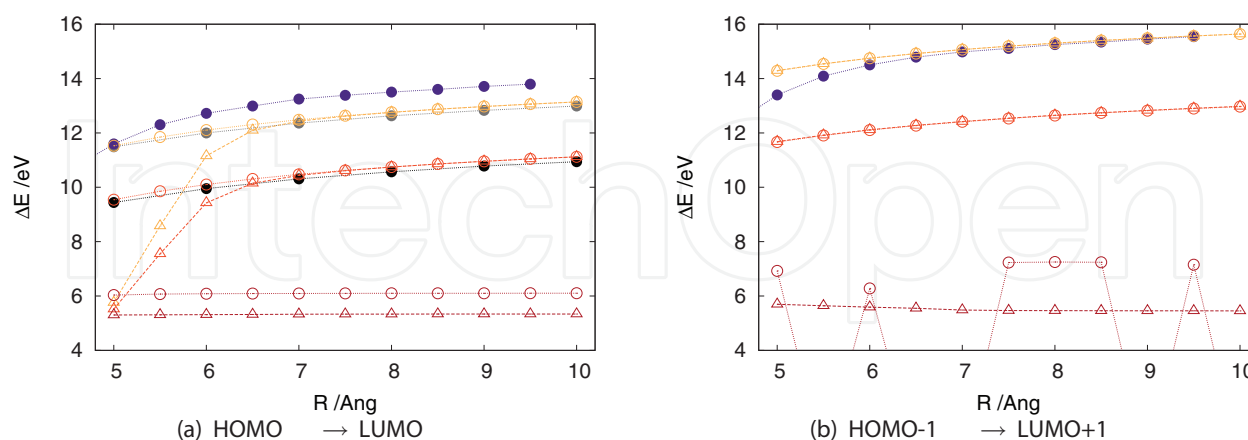 16
14
12
10
8
6
4
ΔE /eV
5 6 7 8 9 10
R /Ang
(a) HOMO → LUMO
16
14
12
10
8
6
4
ΔE /eV
5 6 7 8 9 10
R /Ang
(b) HOMO-1 → LUMO+1
IntechOpen